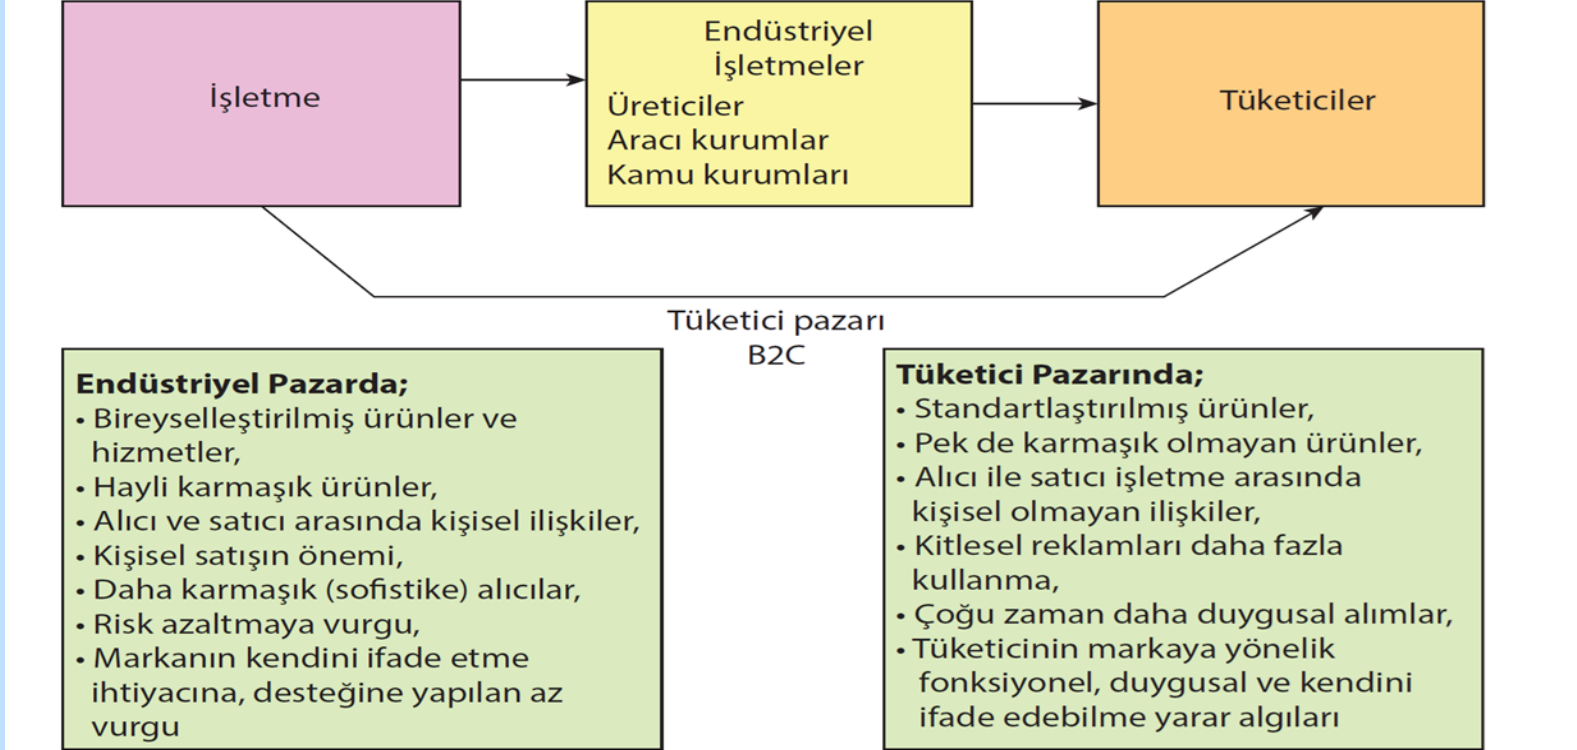 İşletme
Endüstriyel
İşletmeler
Üreticiler
Aracı kurumlar
Kamu kurumları
Tüketiciler
Tüketici pazarı
B2C
Endüstriyel Pazarda;
• Bireyselleştirilmiş ürünler ve
hizmetler,
• Hayli karmaşık ürünler,
• Alıcı ve satıcı arasında kişisel ilişkiler,
• Kişisel satışın önemi,
• Daha karmaşık (sofistike) alıcılar,
• Risk azaltmaya vurgu,
• Markanın kendini ifade etme
ihtiyacına, desteğine yapılan az
vurgu
Tüketici Pazarında;
• Standartlaştırılmış ürünler,
• Pek de karmaşık olmayan ürünler,
• Alıcı ile satıcı işletme arasında
kişisel olmayan ilişkiler,
• Kitlesel reklamları daha fazla
kullanma,
• Çoğu zaman daha duygusal alımlar,
• Tüketicinin markaya yönelik
fonksiyonel, duygusal ve kendini
ifade edebilme yarar algıları